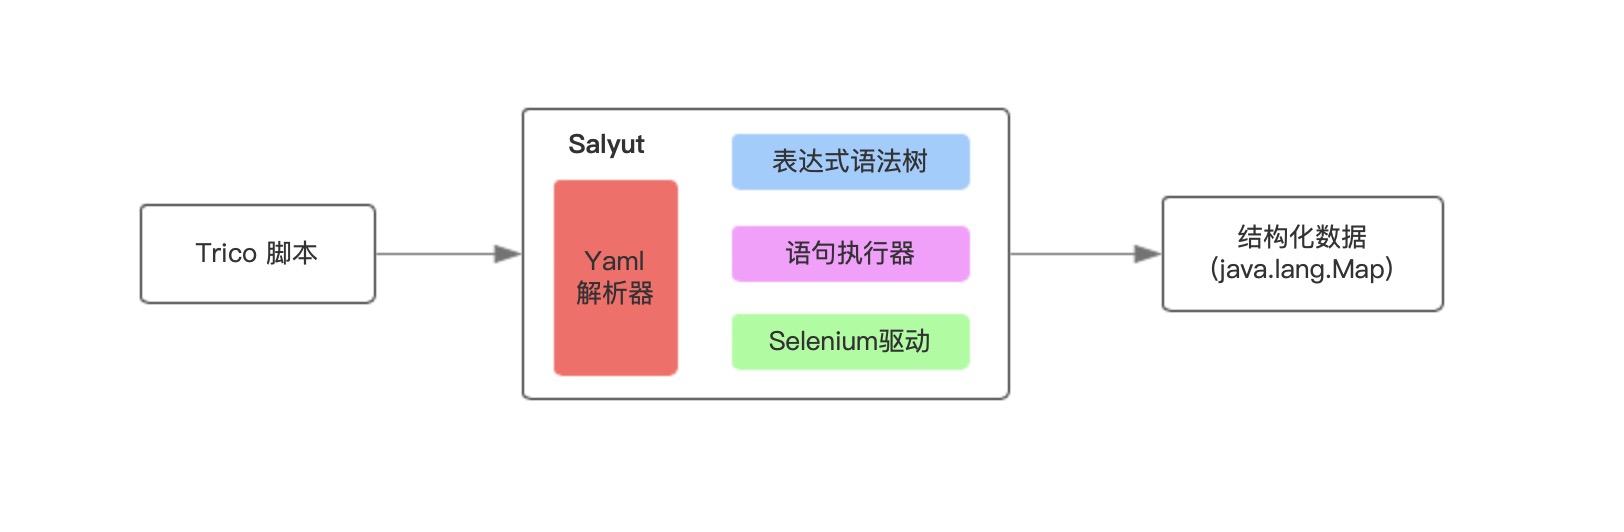 Trico 脚本
Salyut
Yaml
解析器
表达式语法树
语句执行器
Selenium驱动
结构化数据
(java.lang.Map)